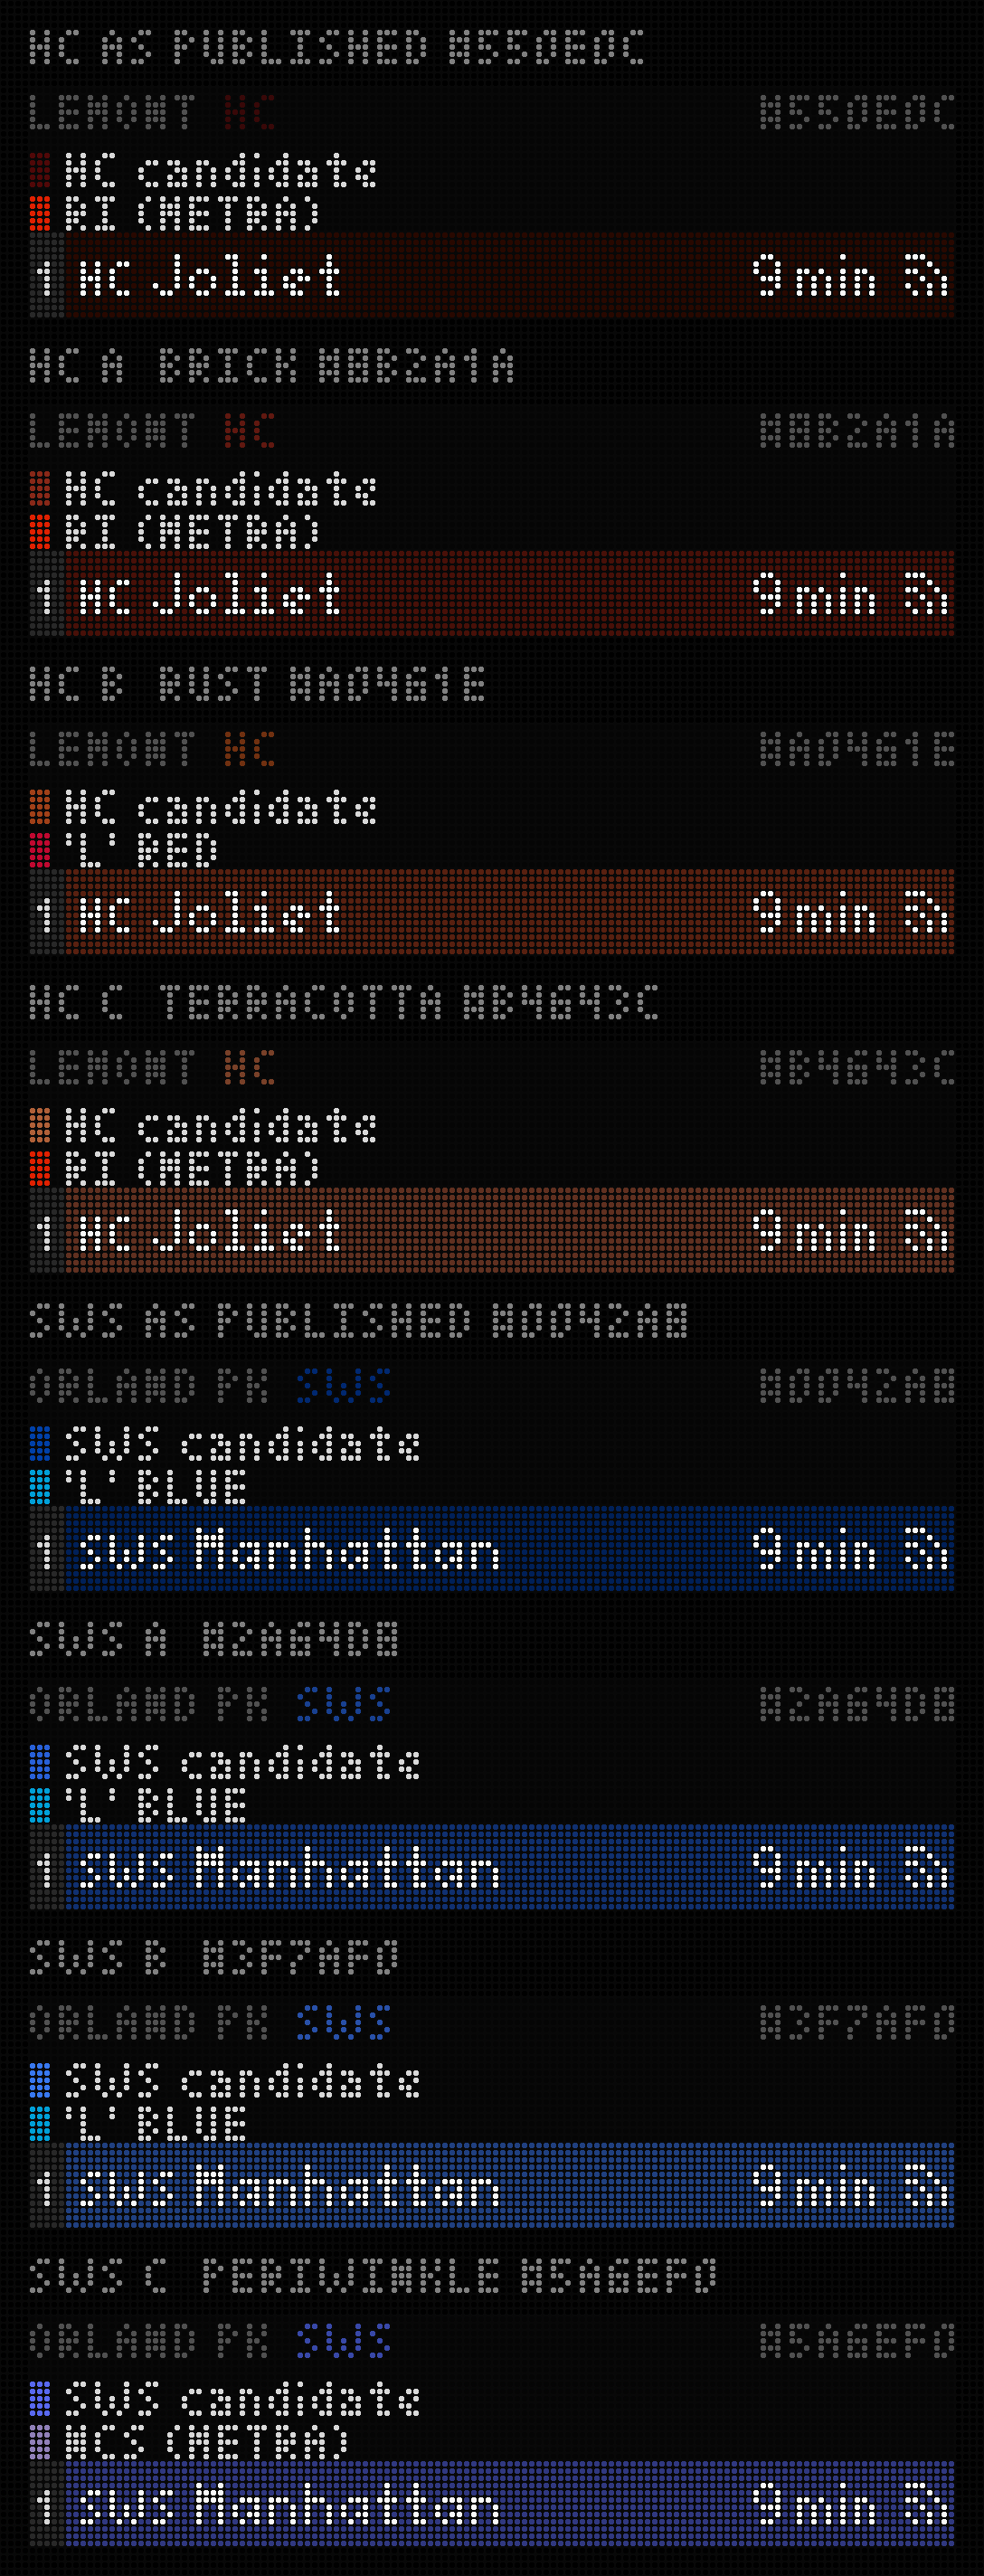 HC AS PUBLISHED #550E0C
LEMONT HC #550E0C
HC candidate
RI (METRA)
1 HC Joliet 9 min
HC A BRICK #8B2A1A
LEMONT HC #8B2A1A
HC candidate
RI (METRA)
1 HC Joliet 9 min
HC B RUST #A0461E
LEMONT HC #A0461E
HC candidate
'L' RED
1 HC Joliet 9 min
HC C TERRACOTTA #B4643C
LEMONT HC #B4643C
HC candidate
RI (METRA)
1 HC Joliet 9 min
SWS AS PUBLISHED #0042A8
ORLAND PK SWS #0042A8
SWS candidate
'L' BLUE
1 SWS Manhattan 9 min
SWS A #2A64D8
ORLAND PK SWS #2A64D8
SWS candidate
'L' BLUE
1 SWS Manhattan 9 min
SWS B #3F7AF0
ORLAND PK SWS #3F7AF0
SWS candidate
'L' BLUE
1 SWS Manhattan 9 min
SWS C PERIWINKLE #5A6EF0
ORLAND PK SWS #5A6EF0
SWS candidate
NCS (METRA)
1 SWS Manhattan 9 min